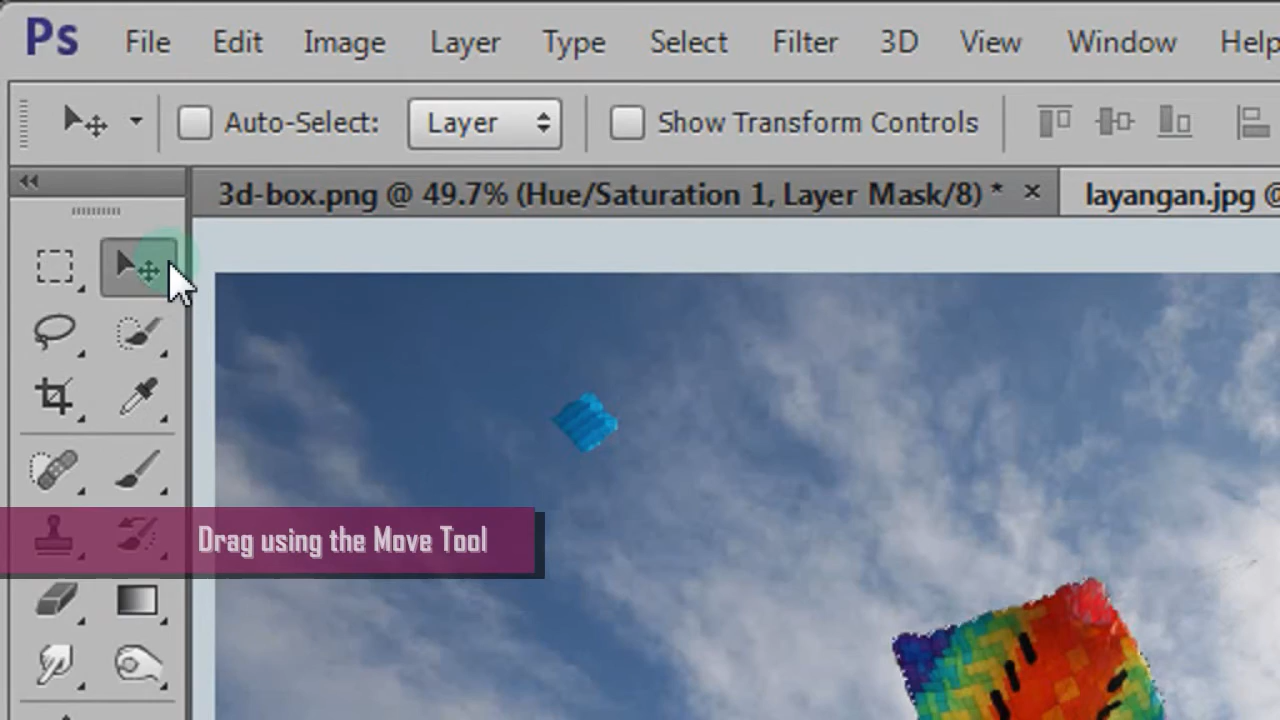 Ps File Edit Image Layer Type Select Filter 3D View Window Help
Auto-Select: Layer Show Transform Controls
3d-box.png @ 49.7% (Hue/Saturation 1, Layer Mask/8) * × layangan.jpg @
Drag using the Move Tool